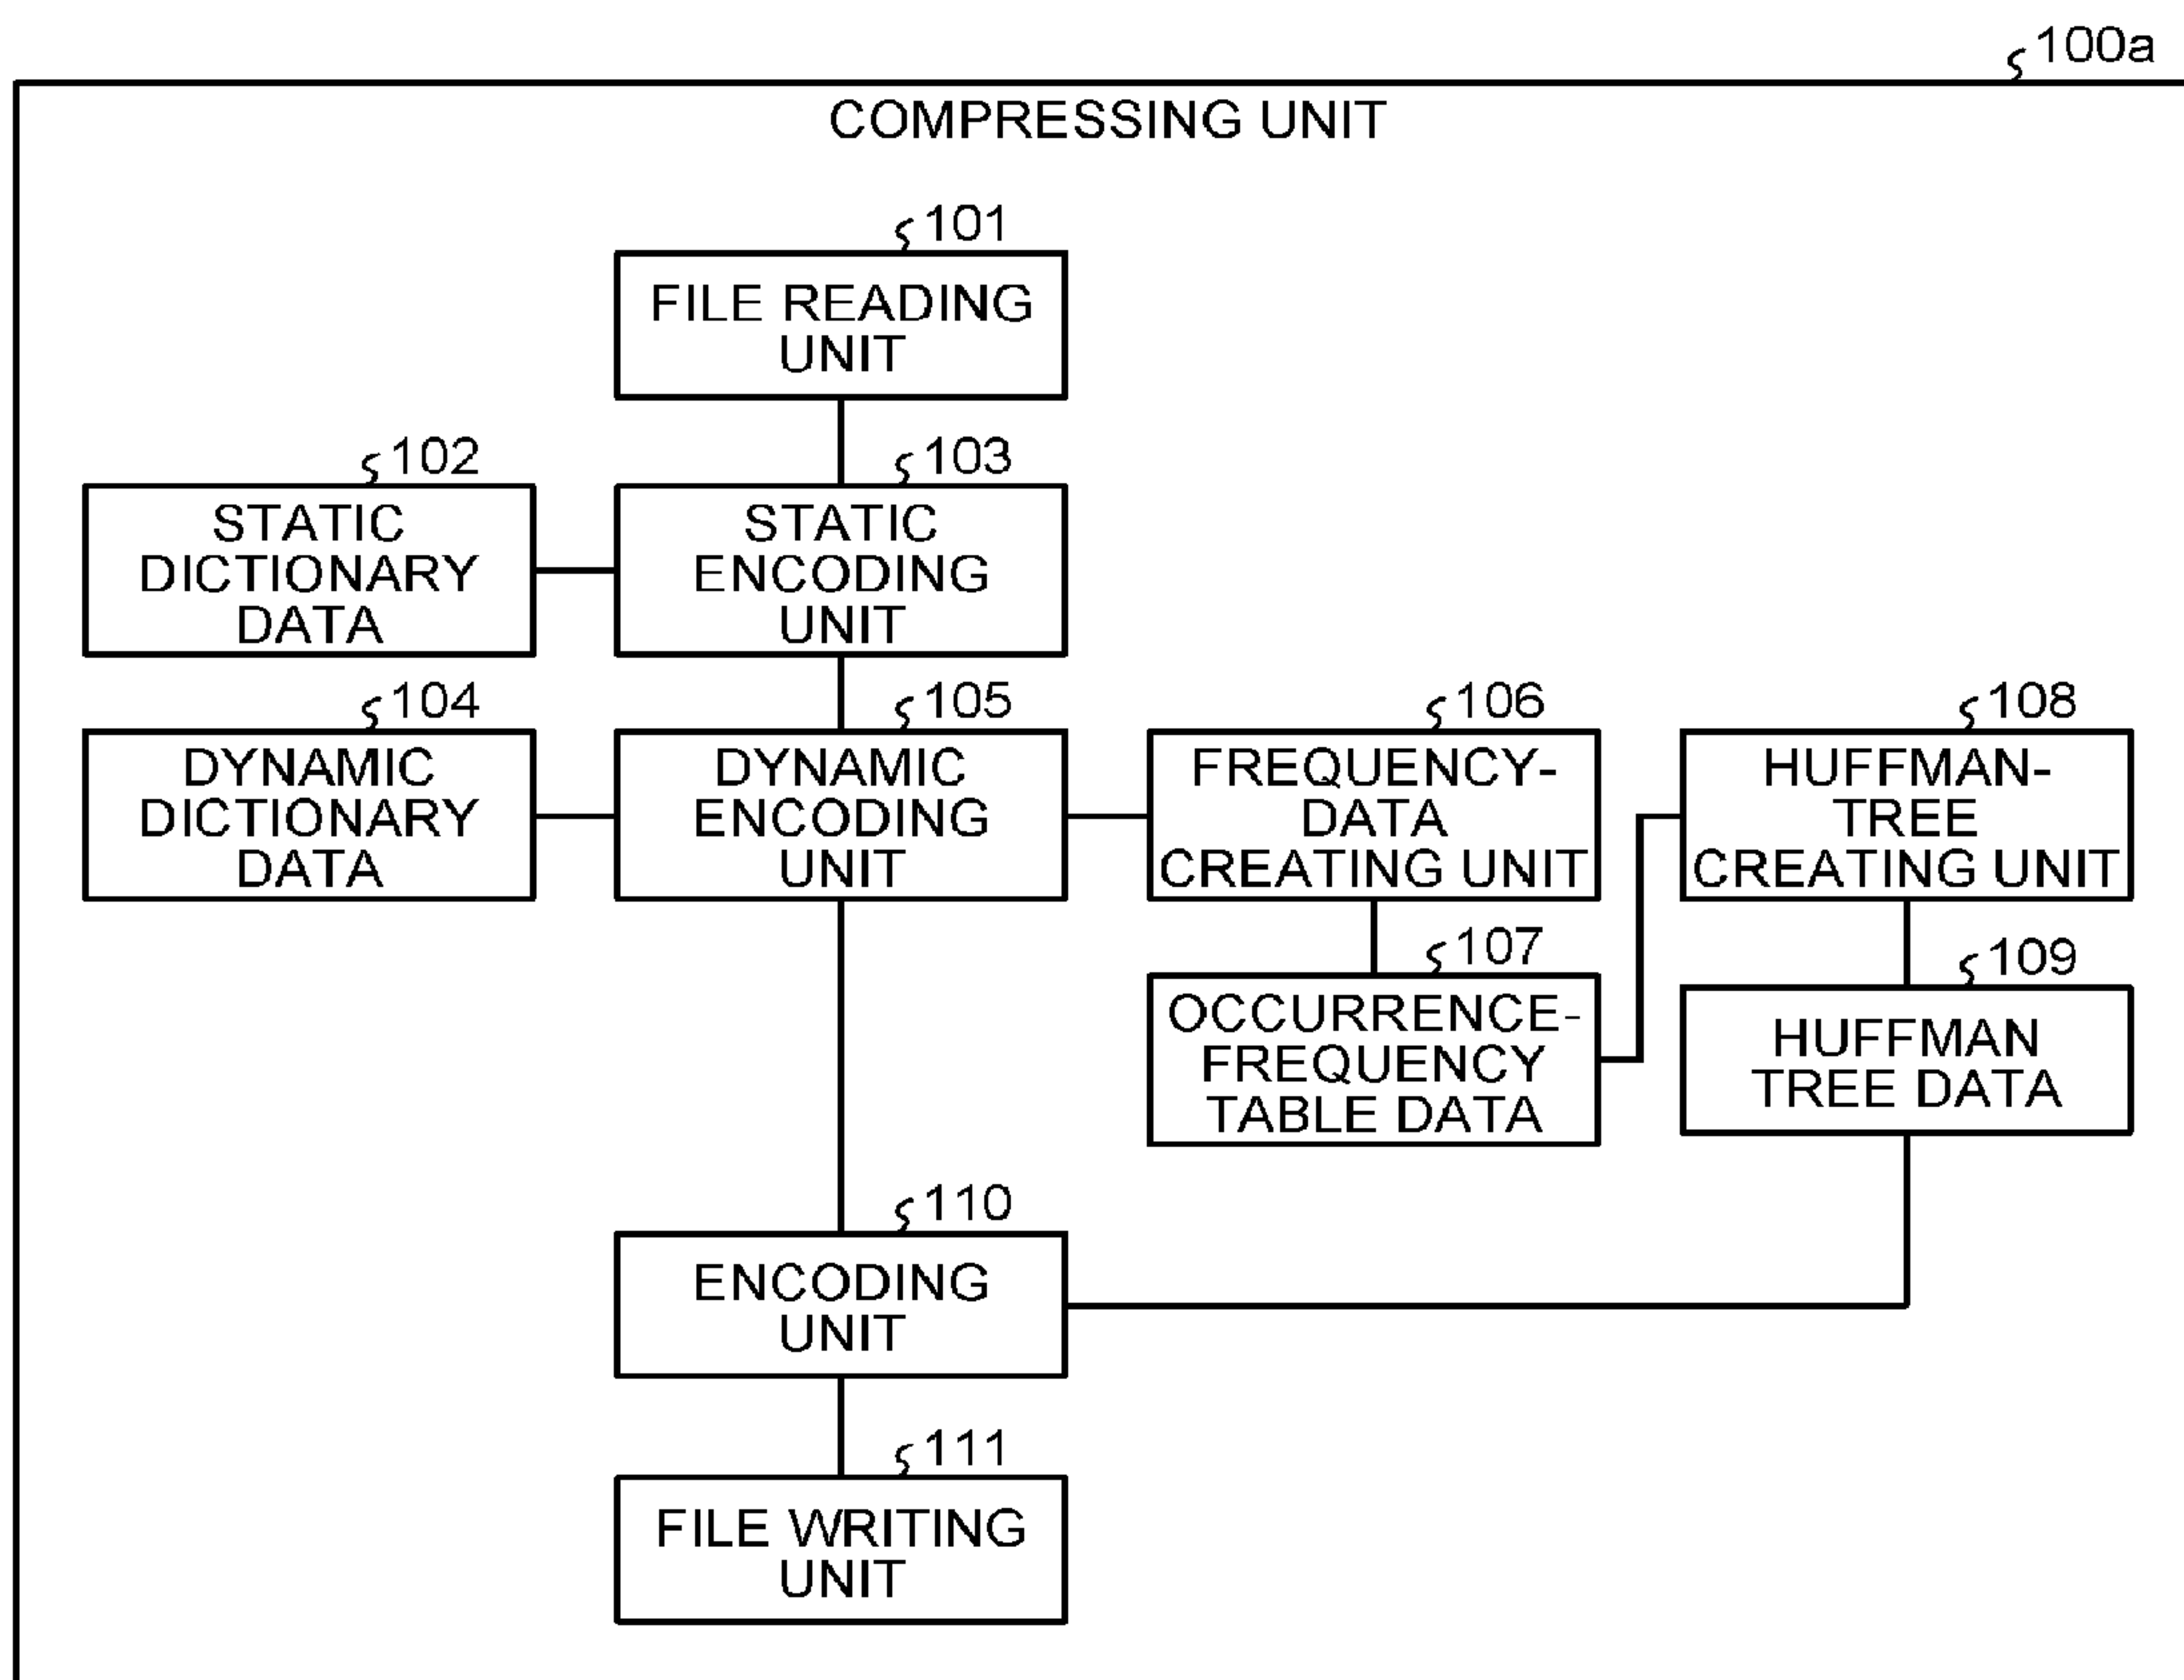 100a
COMPRESSING UNIT
101
FILE READING
UNIT
102
STATIC
DICTIONARY
DATA
103
STATIC
ENCODING
UNIT
104
DYNAMIC
DICTIONARY
DATA
105
DYNAMIC
ENCODING
UNIT
106
FREQUENCY-
DATA
CREATING UNIT
108
HUFFMAN-
TREE
CREATING UNIT
107
OCCURRENCE-
FREQUENCY
TABLE DATA
109
HUFFMAN
TREE DATA
110
ENCODING
UNIT
111
FILE WRITING
UNIT